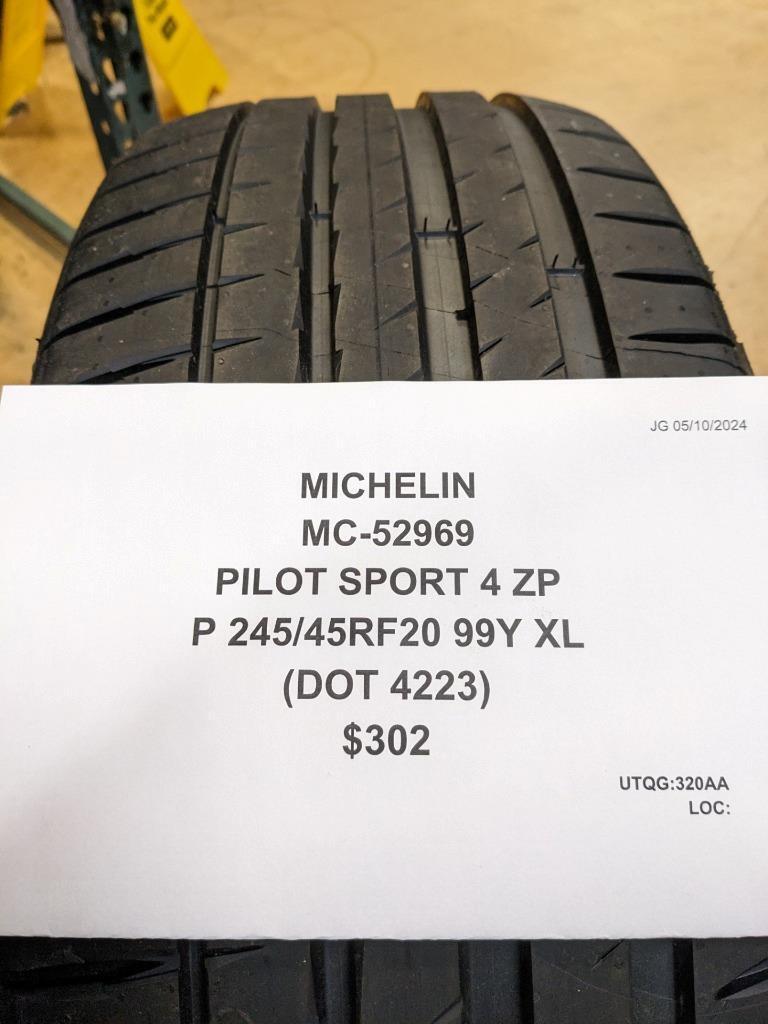 JG 05/10/2024
MICHELIN
MC-52969
PILOT SPORT 4 ZP
P 245/45RF20 99Y XL
(DOT 4223)
$302
UTQG:320AA
LOC: